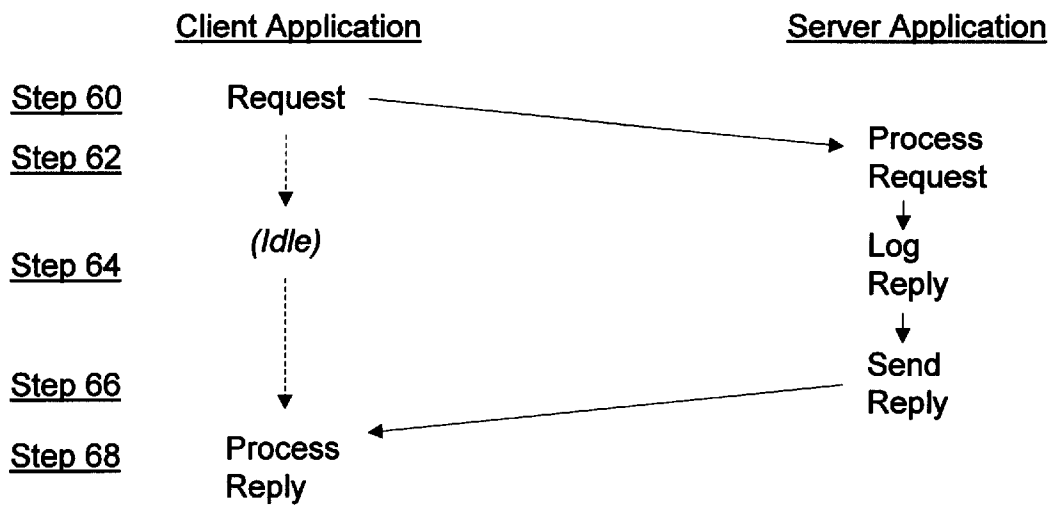 Client Application
Server Application
Step 60
Request
Step 62
Process
Request
(Idle)
Step 64
Log
Reply
Step 66
Send
Reply
Step 68
Process
Reply